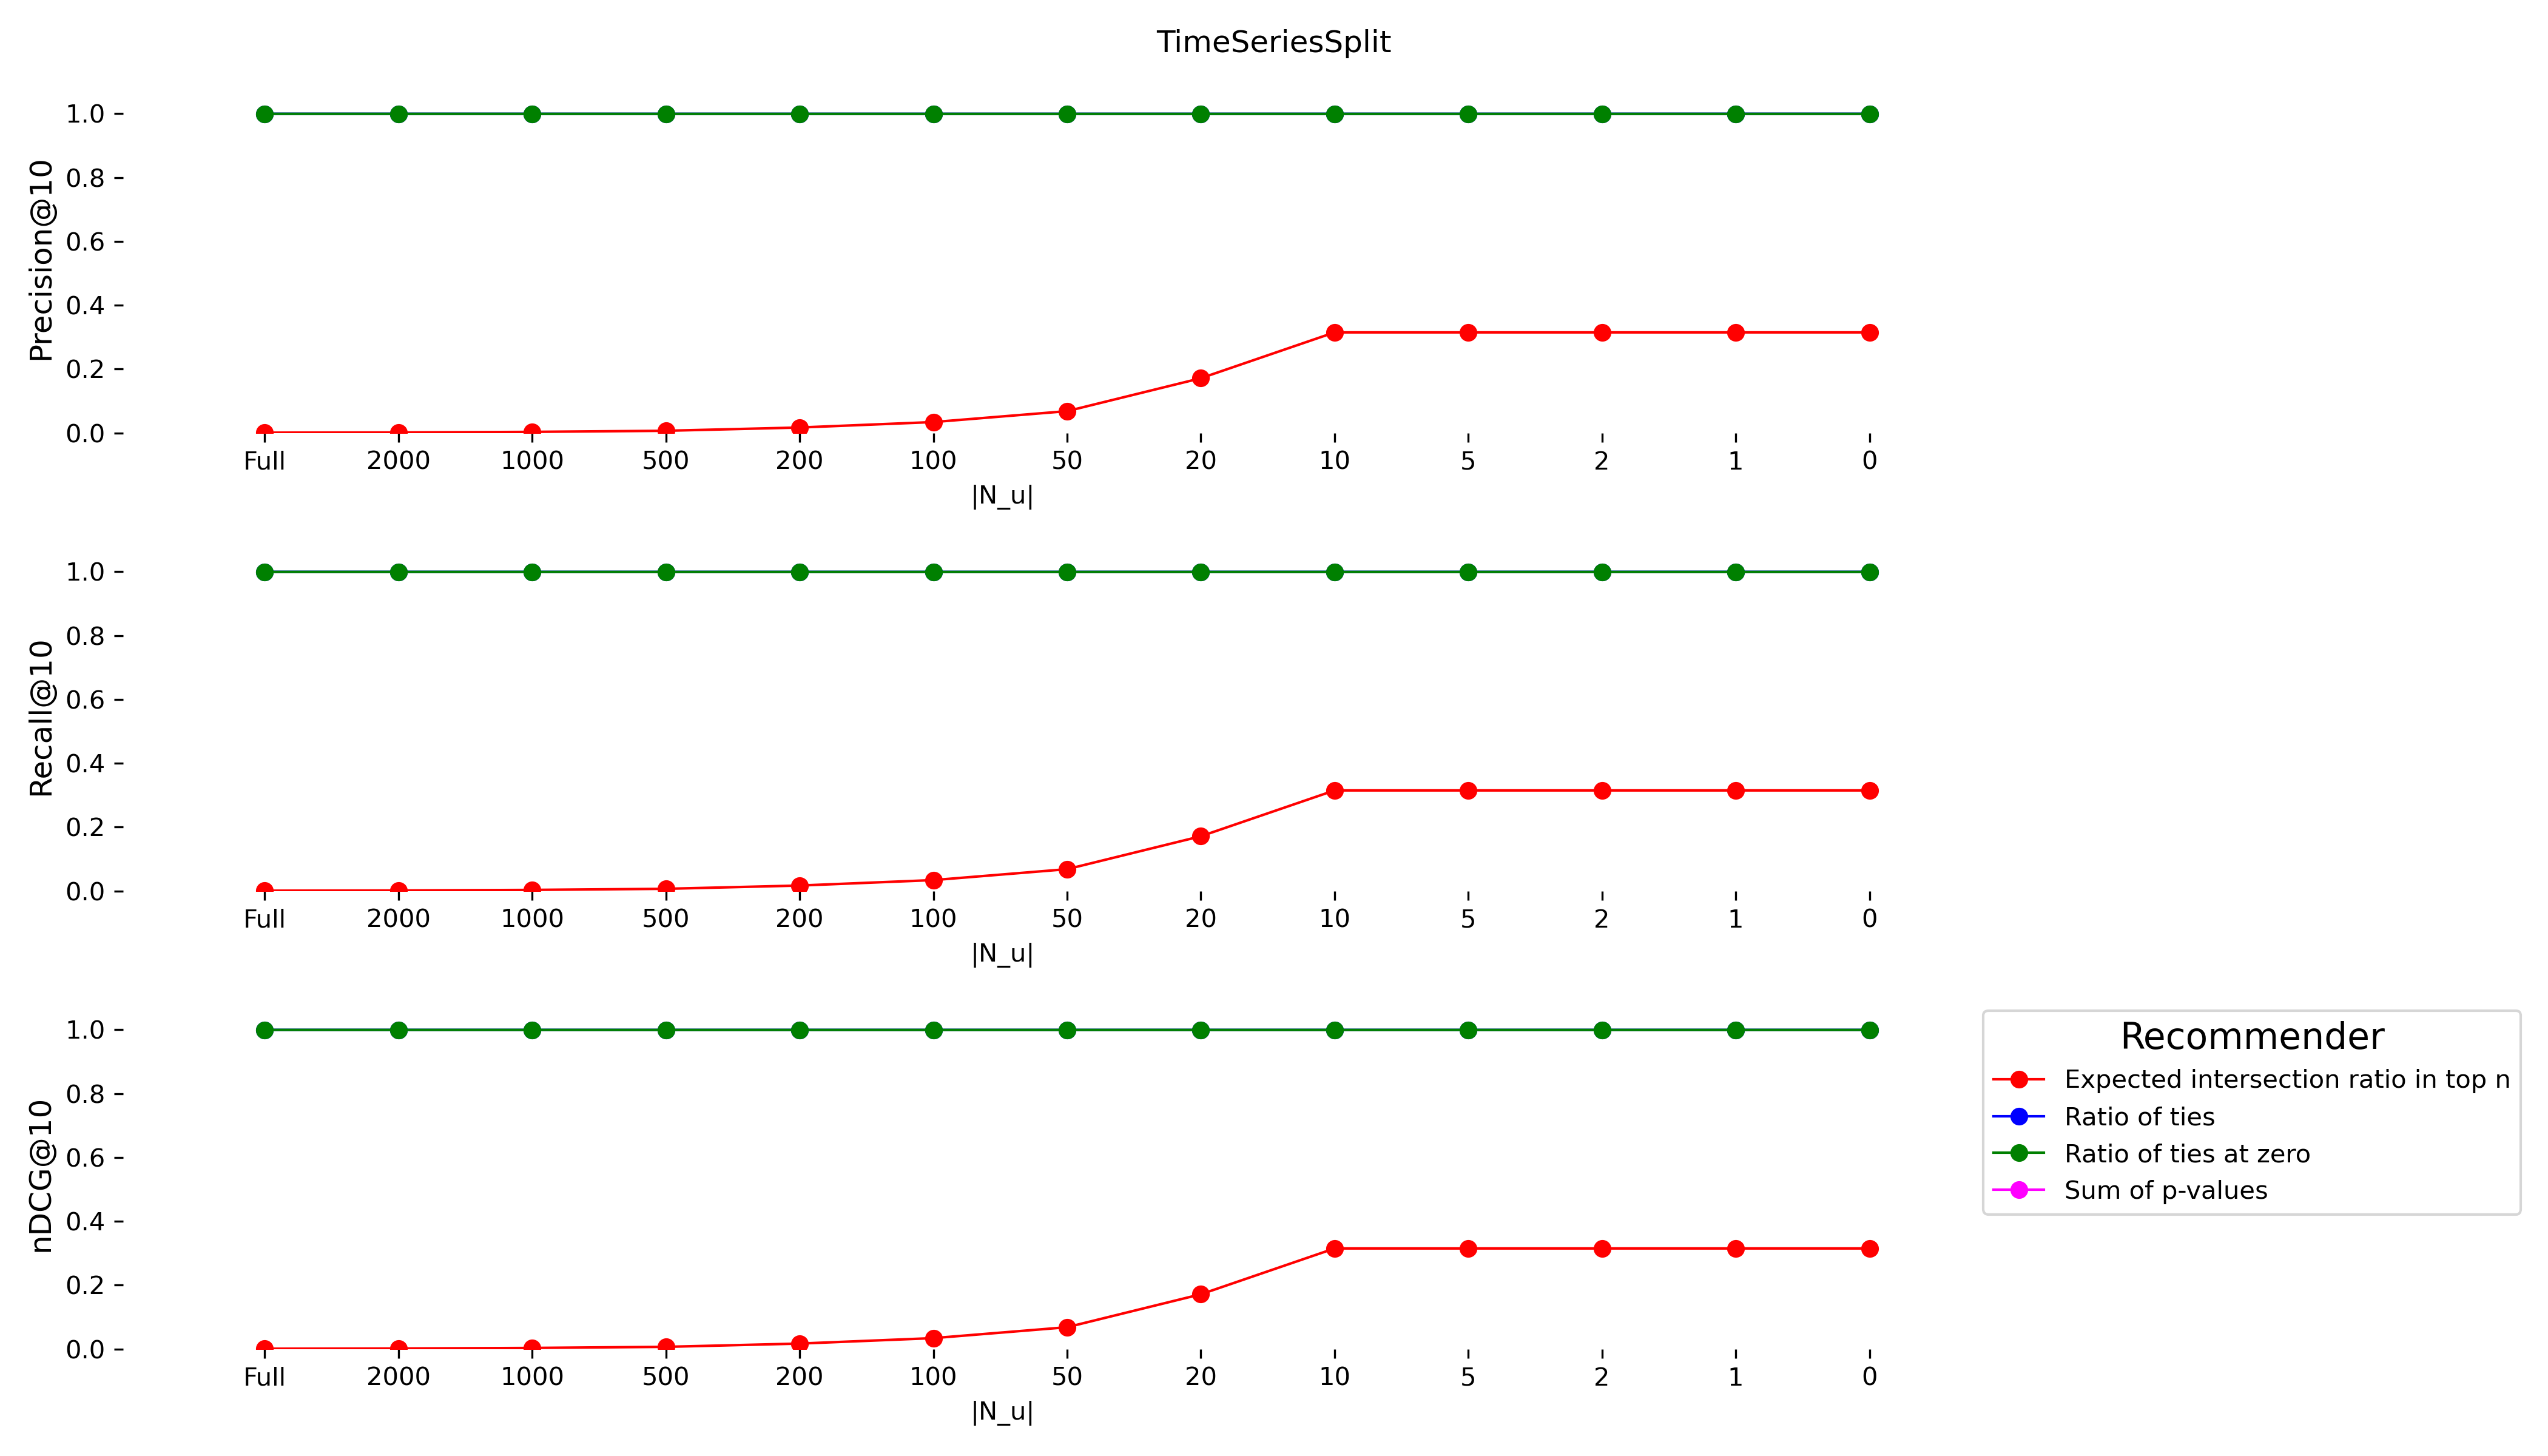 TimeSeriesSplit
Precision@10
1.0
0.8
0.6
0.4
0.2
0.0
Full 2000 1000 500 200 100 50 20 10 5 2 1 0
|N_u|
Recall@10
1.0
0.8
0.6
0.4
0.2
0.0
Full 2000 1000 500 200 100 50 20 10 5 2 1 0
|N_u|
nDCG@10
1.0
0.8
0.6
0.4
0.2
0.0
Full 2000 1000 500 200 100 50 20 10 5 2 1 0
|N_u|
Recommender
Expected intersection ratio in top n
Ratio of ties
Ratio of ties at zero
Sum of p-values